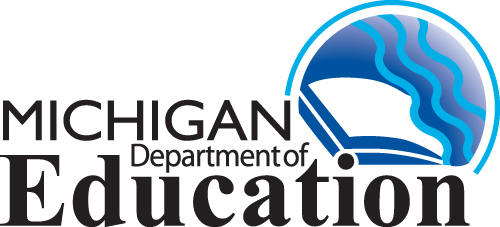 MICHIGAN
Department of
Education